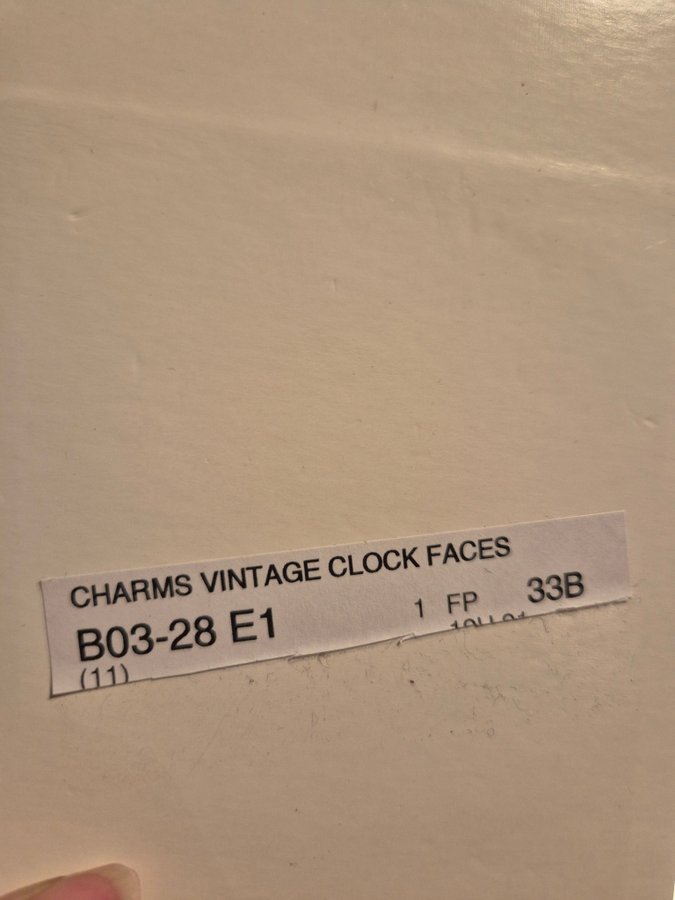 CHARMS VINTAGE CLOCK FACES
B03-28 E1 1 FP 33B
(11)